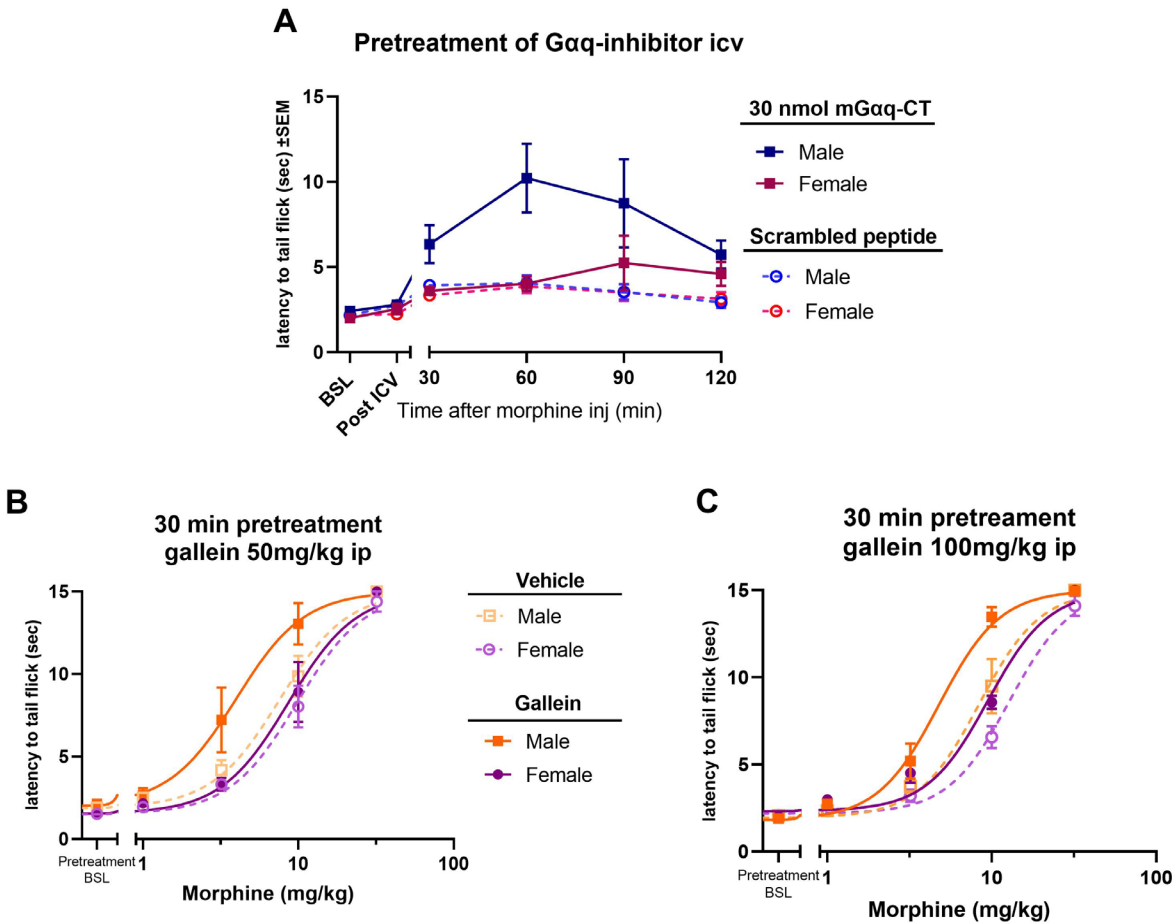 A
Pretreatment of Gαq-inhibitor icv
latency to tail flick (sec) ±SEM
15
10
5
0
BSL
Post ICV
30
60
90
120
Time after morphine inj (min)
30 nmol mGαq-CT
Male
Female
Scrambled peptide
Male
Female
B
30 min pretreatment
gallein 50mg/kg ip
latency to tail flick (sec)
15
10
5
0
Pretreatment
BSL
1
10
100
Morphine (mg/kg)
Vehicle
Male
Female
Gallein
Male
Female
C
30 min pretreament
gallein 100mg/kg ip
latency to tail flick (sec)
15
10
5
0
Pretreatment
BSL
1
10
100
Morphine (mg/kg)